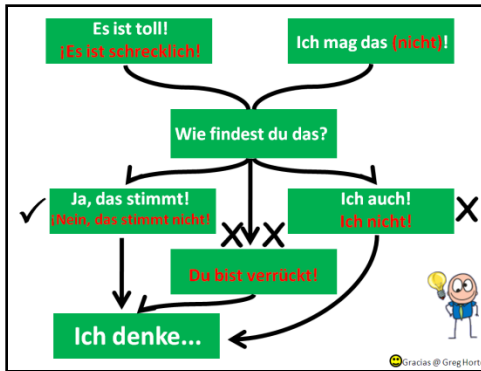 Es ist toll!
¡Es ist schrecklich!
Ich mag das (nicht)!
Wie findest du das?
Ja, das stimmt!
¡Nein, das stimmt nicht!
Ich auch!
Ich nicht!
Du bist verrückt!
Ich denke...
Gracias @ Greg Horto